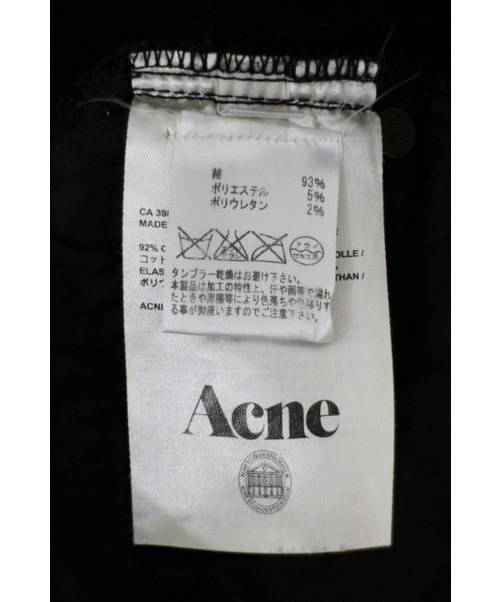 綿 93%
ポリエステル 5%
ポリウレタン 2%
タンブラー乾燥はお避け下さい。
本製品は加工の特性上、汗や雨等で濡れ
たときや摩擦等により色落ちや色移りす
る事が御座いますのでご注意下さい。
CA 398
MADE
92% C OLLE /
コット
ELAS THAN /
ポリウ
ACNE
Acne